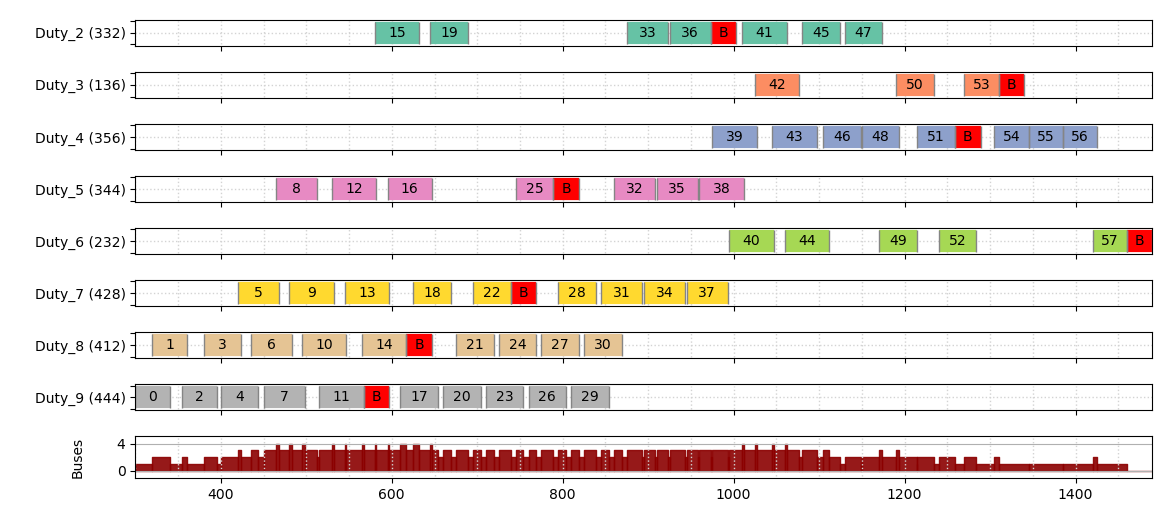 Duty_2 (332) 15 19 33 36 B 41 45 47
Duty_3 (136) 42 50 53 B
Duty_4 (356) 39 43 46 48 51 B 54 55 56
Duty_5 (344) 8 12 16 25 B 32 35 38
Duty_6 (232) 40 44 49 52 57 B
Duty_7 (428) 5 9 13 18 22 B 28 31 34 37
Duty_8 (412) 1 3 6 10 14 B 21 24 27 30
Duty_9 (444) 0 2 4 7 11 B 17 20 23 26 29
Buses
4
0
400 600 800 1000 1200 1400